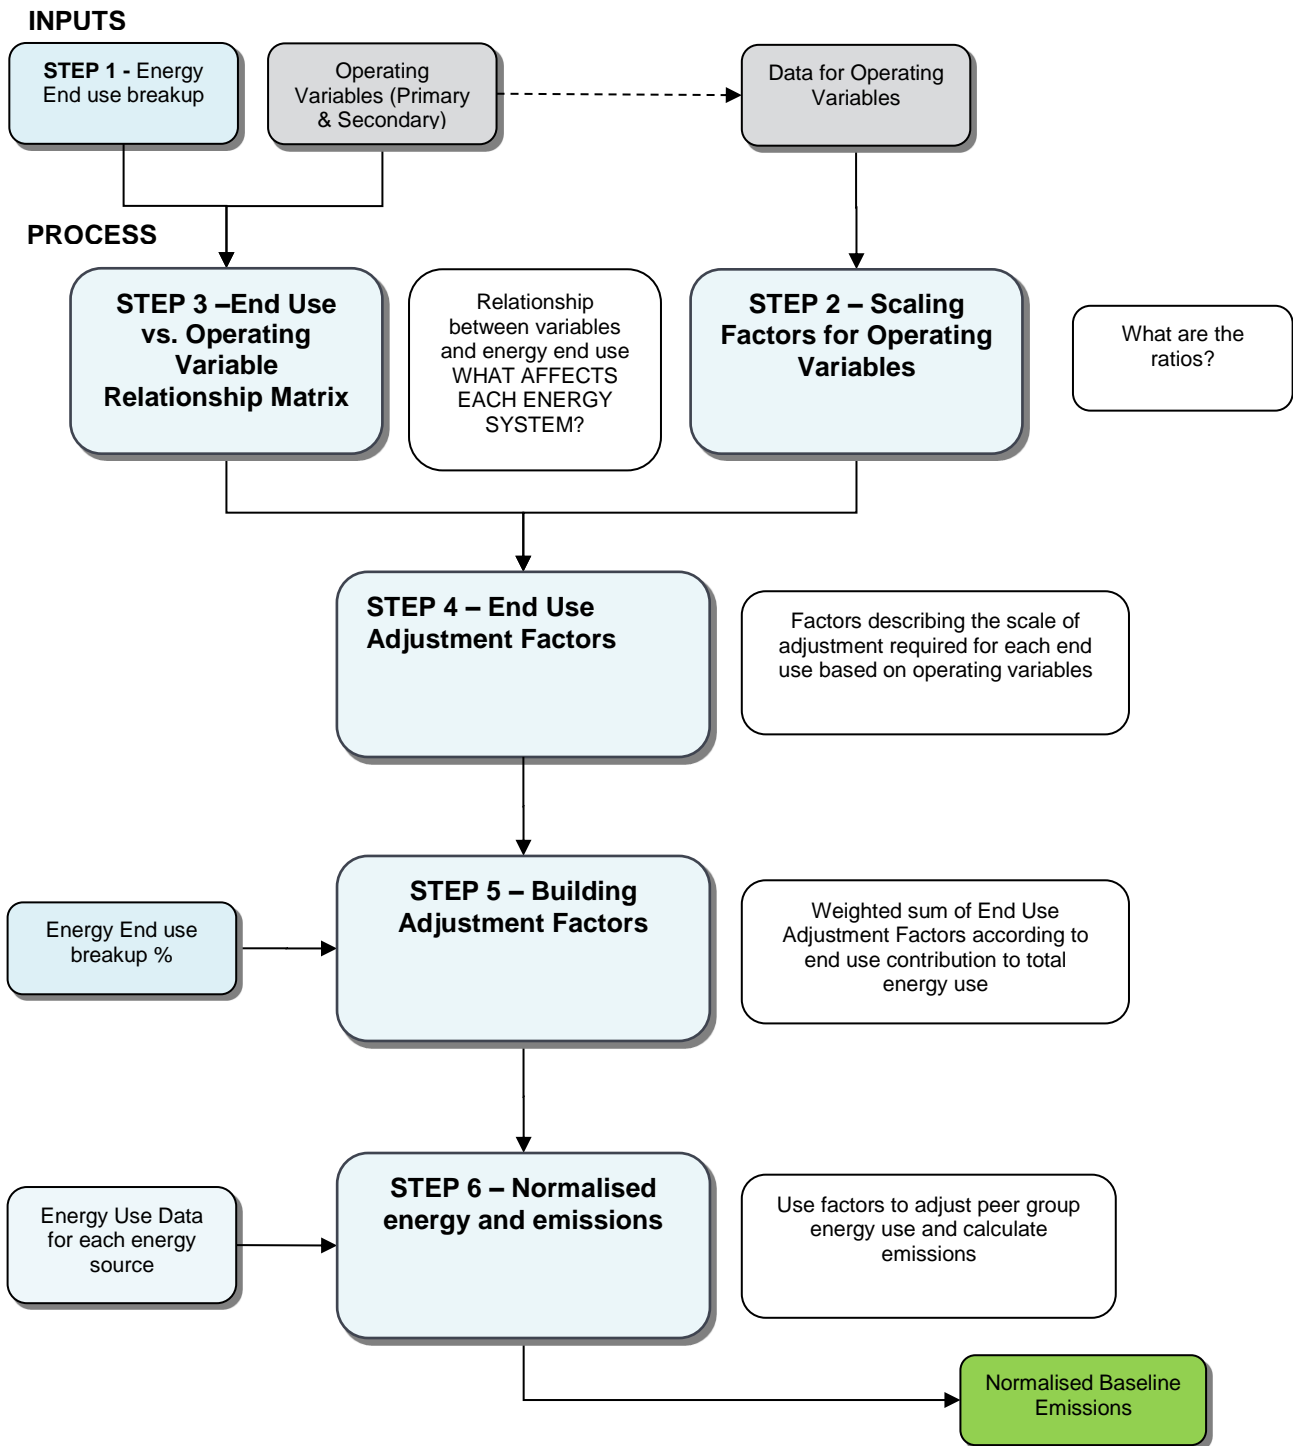 INPUTS
STEP 1 - Energy
End use breakup
Operating
Variables (Primary
& Secondary)
Data for Operating
Variables
PROCESS
STEP 3 –End Use
vs. Operating
Variable
Relationship Matrix
Relationship
between variables
and energy end use
WHAT AFFECTS
EACH ENERGY
SYSTEM?
STEP 2 – Scaling
Factors for Operating
Variables
What are the
ratios?
STEP 4 – End Use
Adjustment Factors
Factors describing the scale of
adjustment required for each end
use based on operating variables
Energy End use
breakup %
STEP 5 – Building
Adjustment Factors
Weighted sum of End Use
Adjustment Factors according to
end use contribution to total
energy use
Energy Use Data
for each energy
source
STEP 6 – Normalised
energy and emissions
Use factors to adjust peer group
energy use and calculate
emissions
Normalised Baseline
Emissions